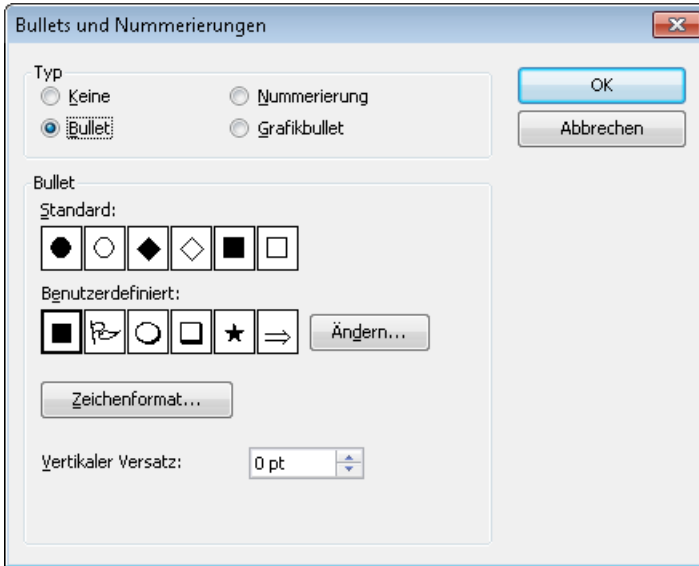 Bullets und Nummerierungen
Typ
Keine
Nummerierung
Bullet
Grafikbullet
OK
Abbrechen
Bullet
Standard:
Benutzerdefiniert:
Ändern...
Zeichenformat...
Vertikaler Versatz:
0 pt